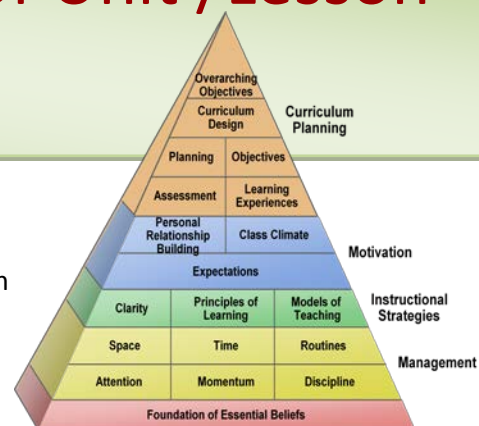 Unit / Lesson
Overarching
Objectives
Curriculum
Design
Curriculum
Planning
Planning
Objectives
Assessment
Learning
Experiences
Personal
Relationship
Building
Class Climate
Motivation
Expectations
Clarity
Principles of
Learning
Models of
Teaching
Instructional
Strategies
Space
Time
Routines
Management
Attention
Momentum
Discipline
Foundation of Essential Beliefs